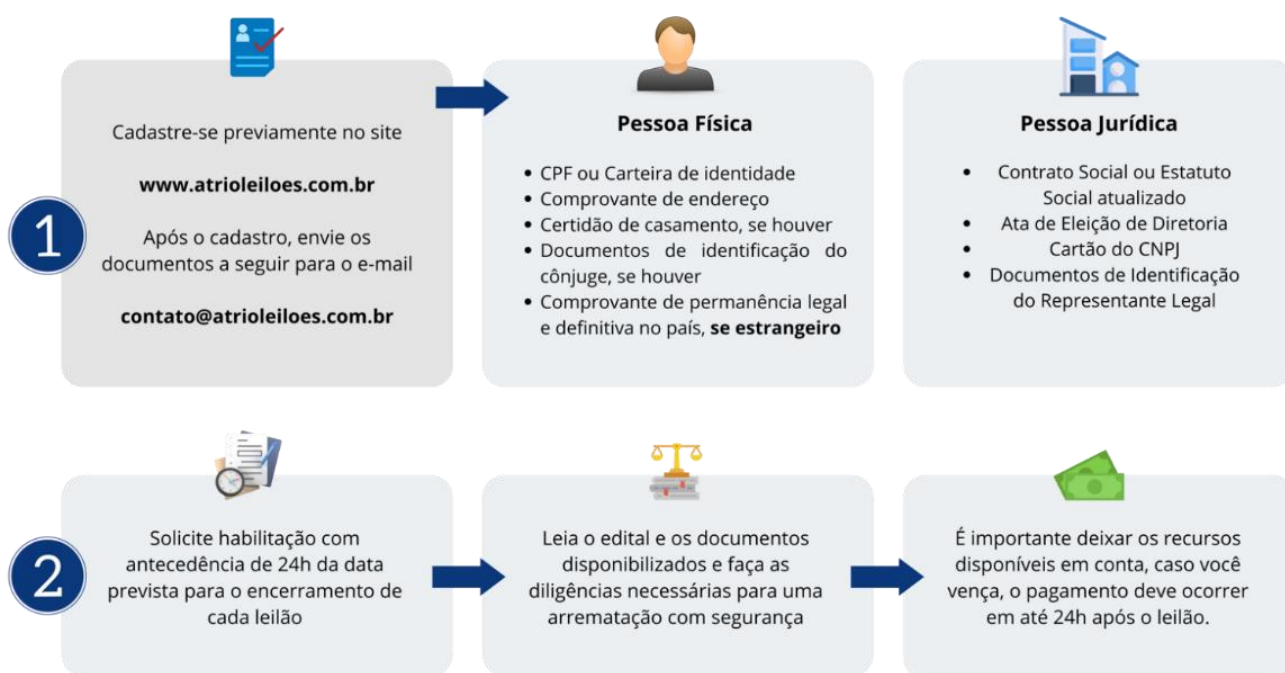 1
Cadastre-se previamente no site
www.atrioleiloes.com.br
Após o cadastro, envie os
documentos a seguir para o e-mail
contato@atrioleiloes.com.br
Pessoa Física
• CPF ou Carteira de identidade
• Comprovante de endereço
• Certidão de casamento, se houver
• Documentos de identificação do
cônjuge, se houver
• Comprovante de permanência legal
e definitiva no país, se estrangeiro
Pessoa Jurídica
• Contrato Social ou Estatuto
Social atualizado
• Ata de Eleição de Diretoria
• Cartão do CNPJ
• Documentos de Identificação
do Representante Legal
2
Solicite habilitação com
antecedência de 24h da data
prevista para o encerramento de
cada leilão
Leia o edital e os documentos
disponibilizados e faça as
diligências necessárias para uma
arrematação com segurança
É importante deixar os recursos
disponíveis em conta, caso você
vença, o pagamento deve ocorrer
em até 24h após o leilão.